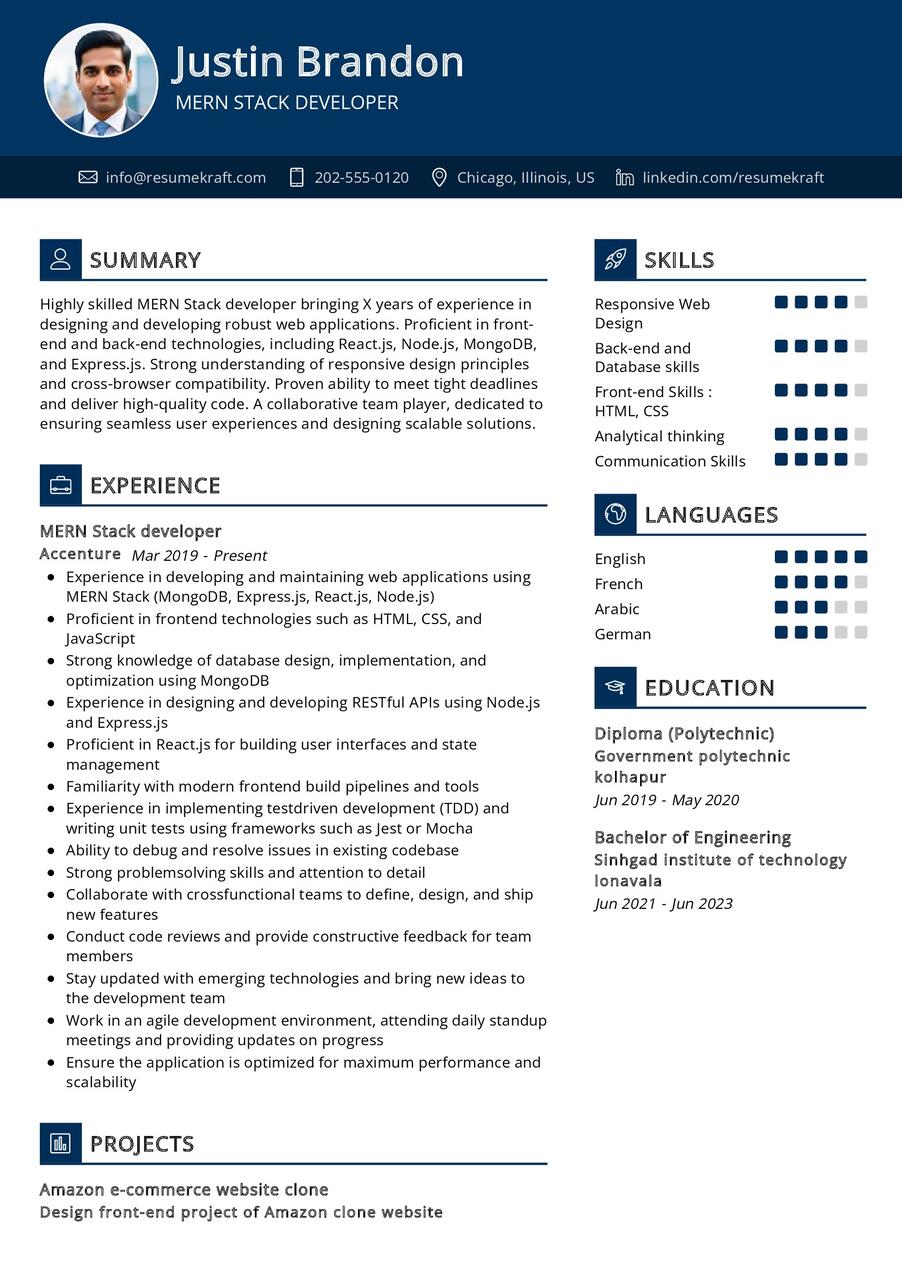 Justin Brandon
MERN STACK DEVELOPER
info@resumekraft.com 202-555-0120 Chicago, Illinois, US linkedin.com/resumekraft
SUMMARY
Highly skilled MERN Stack developer bringing X years of experience in
designing and developing robust web applications. Proficient in front-
end and back-end technologies, including React.js, Node.js, MongoDB,
and Express.js. Strong understanding of responsive design principles
and cross-browser compatibility. Proven ability to meet tight deadlines
and deliver high-quality code. A collaborative team player, dedicated to
ensuring seamless user experiences and designing scalable solutions.
EXPERIENCE
MERN Stack developer
Accenture Mar 2019 - Present
• Experience in developing and maintaining web applications using
MERN Stack (MongoDB, Express.js, React.js, Node.js)
• Proficient in frontend technologies such as HTML, CSS, and
JavaScript
• Strong knowledge of database design, implementation, and
optimization using MongoDB
• Experience in designing and developing RESTful APIs using Node.js
and Express.js
• Proficient in React.js for building user interfaces and state
management
• Familiarity with modern frontend build pipelines and tools
• Experience in implementing testdriven development (TDD) and
writing unit tests using frameworks such as Jest or Mocha
• Ability to debug and resolve issues in existing codebase
• Strong problemsolving skills and attention to detail
• Collaborate with crossfunctional teams to define, design, and ship
new features
• Conduct code reviews and provide constructive feedback for team
members
• Stay updated with emerging technologies and bring new ideas to
the development team
• Work in an agile development environment, attending daily standup
meetings and providing updates on progress
• Ensure the application is optimized for maximum performance and
scalability
PROJECTS
Amazon e-commerce website clone
Design front-end project of Amazon clone website
SKILLS
Responsive Web
Design
Back-end and
Database skills
Front-end Skills :
HTML, CSS
Analytical thinking
Communication Skills
LANGUAGES
English
French
Arabic
German
EDUCATION
Diploma (Polytechnic)
Government polytechnic
kolhapur
Jun 2019 - May 2020
Bachelor of Engineering
Sinhgad institute of technology
lonavala
Jun 2021 - Jun 2023